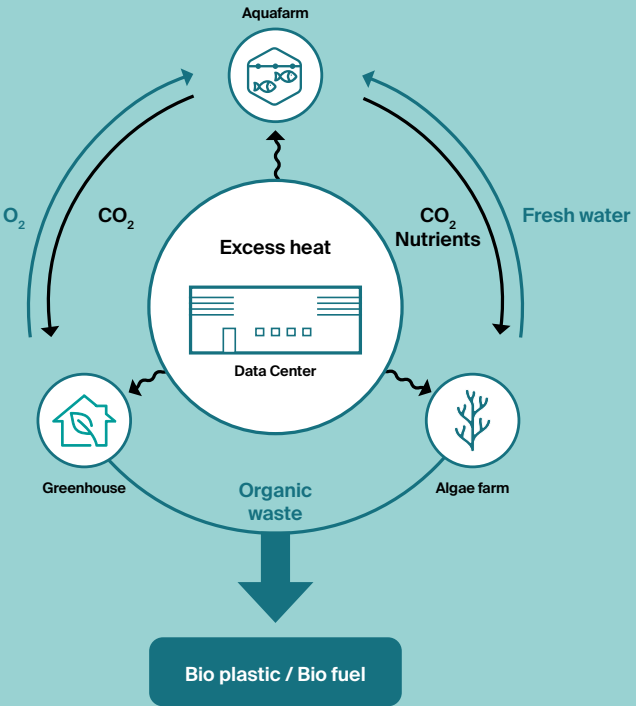 Aquafarm
O₂
CO₂
CO₂
Nutrients
Fresh water
Excess heat
Data Center
Greenhouse
Organic
waste
Algae farm
Bio plastic / Bio fuel